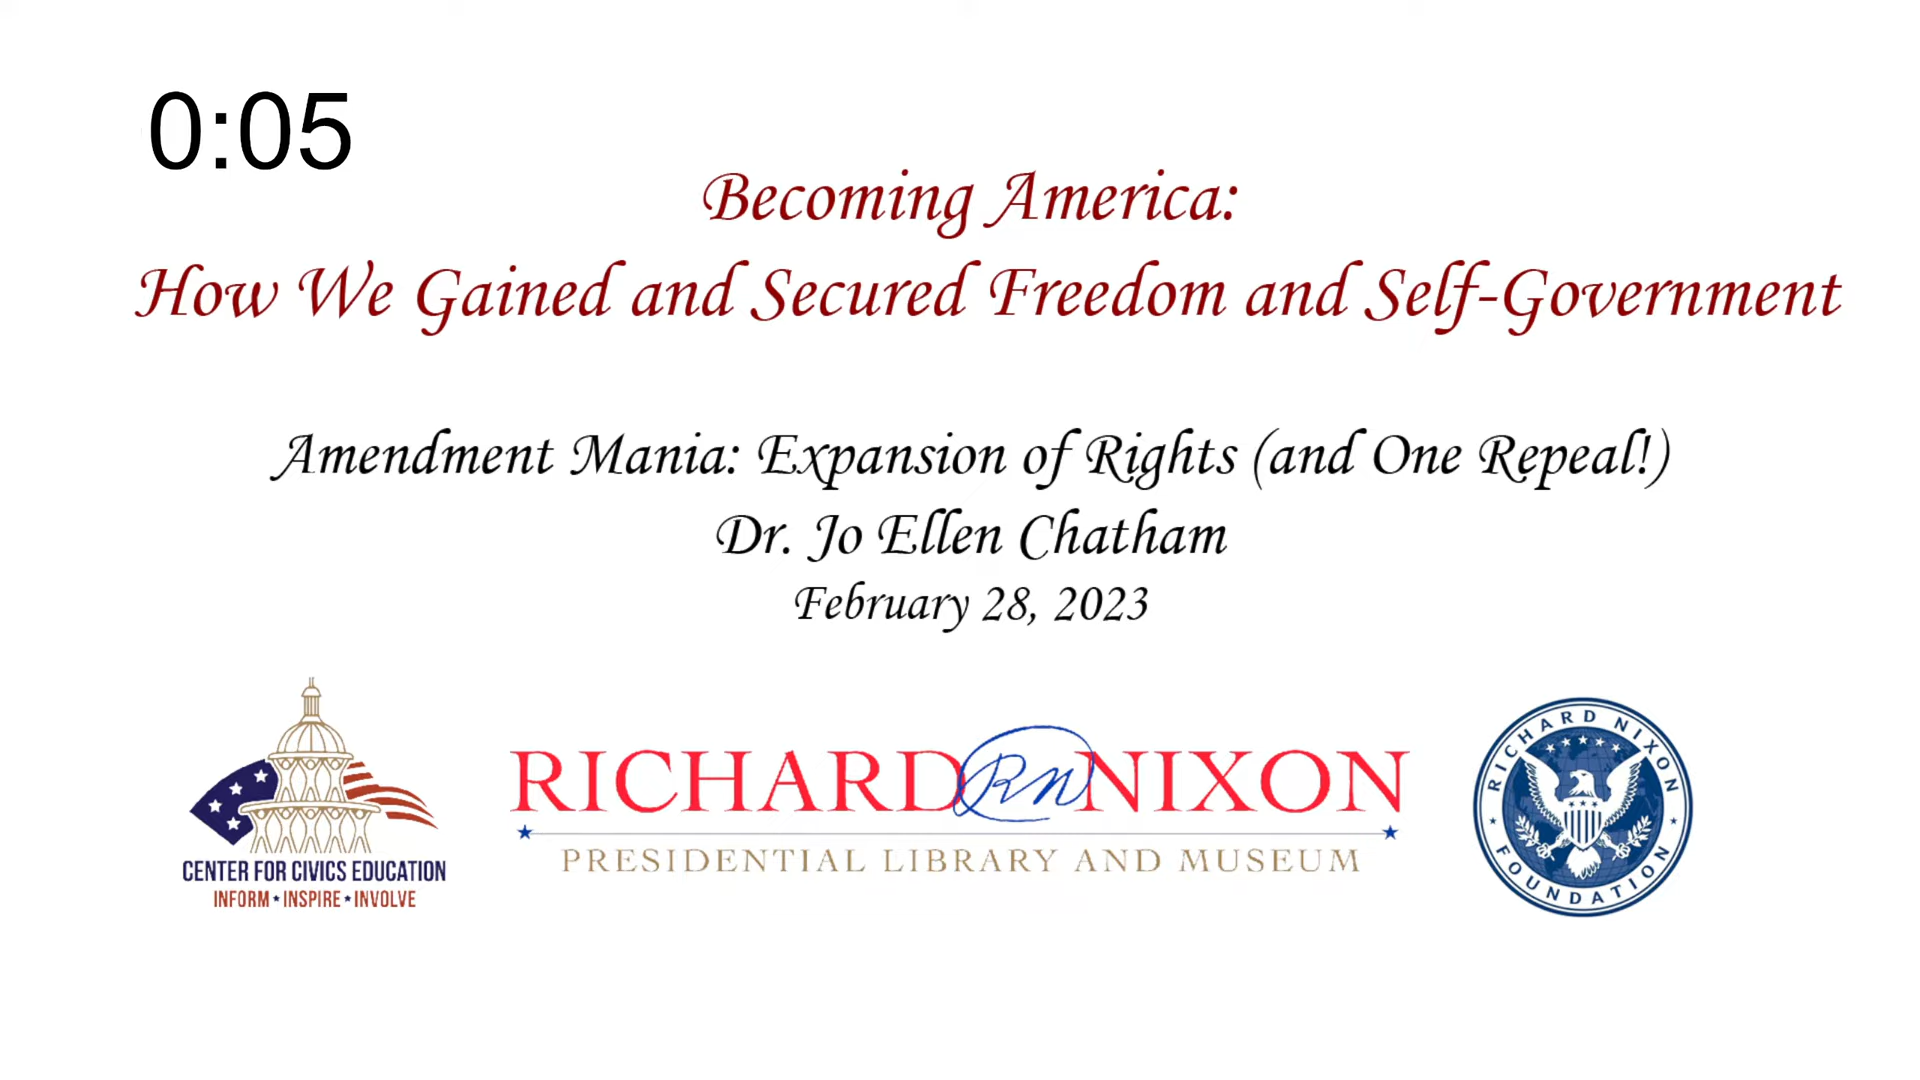 0:05
Becoming America:
How We Gained and Secured Freedom and Self-Government
Amendment Mania: Expansion of Rights (and One Repeal!)
Dr. Jo Ellen Chatham
February 28, 2023
CENTER FOR CIVICS EDUCATION
INFORM ★ INSPIRE ★ INVOLVE
RICHARD RN NIXON
PRESIDENTIAL LIBRARY AND MUSEUM
RICHARD NIXON
FOUNDATION